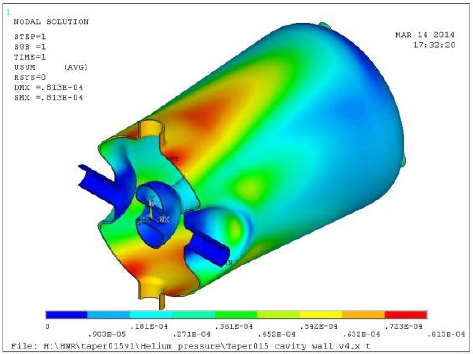 1
NODAL SOLUTION
STEP=1
SUB =1
TIME=1
USUM (AVG)
RSYS=0
DMX =.813E-04
SMX =.813E-04
MAR 14 2014
17:32:20
MX
MN
0 .181E-04 .361E-04 .542E-04 .723E-04
.903E-05 .271E-04 .452E-04 .632E-04 .813E-04
File: H:\HWR\taper015v1\Helium pressure\Taper015 cavity wall v4.x t